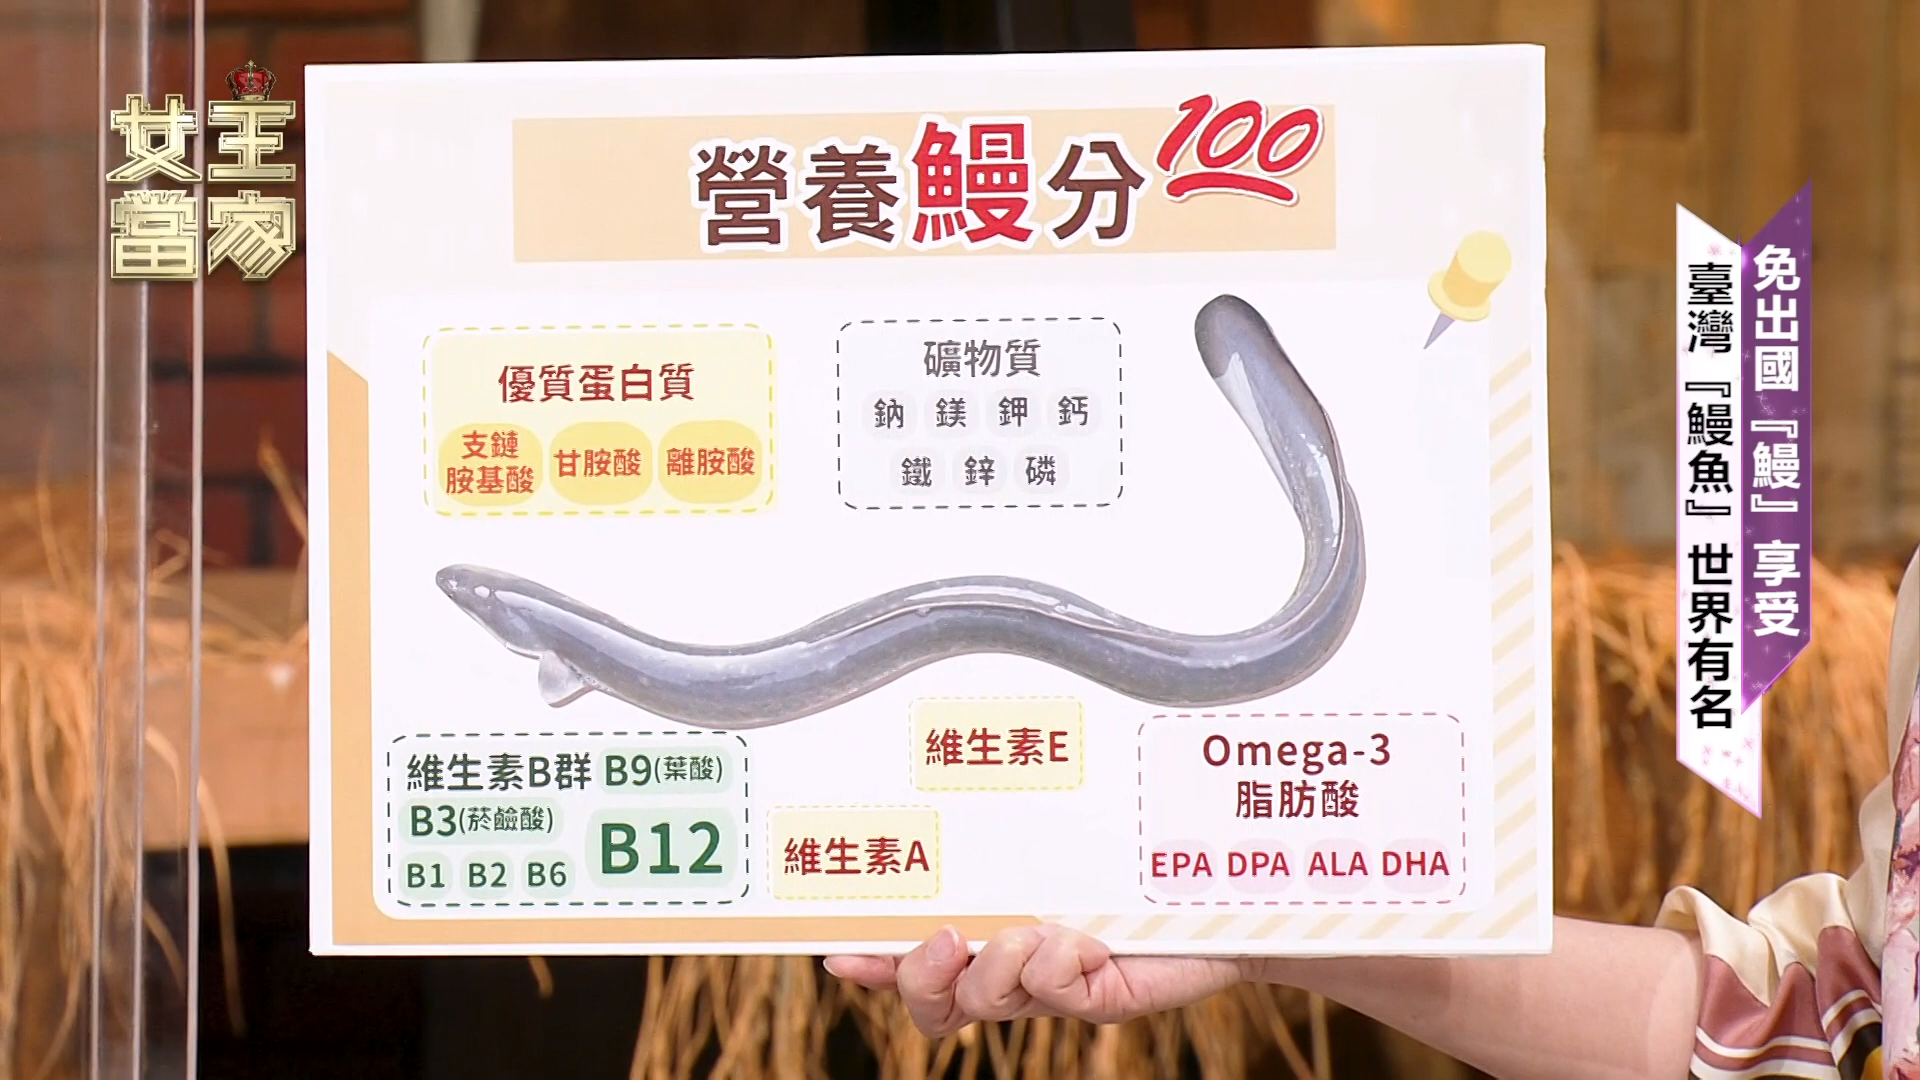 女王
當家
營養鰻分100
優質蛋白質
支鏈
胺基酸
甘胺酸
離胺酸
礦物質
鈉 鎂 鉀 鈣
鐵 鋅 磷
維生素B群 B9(葉酸)
B3(菸鹼酸)
B1 B2 B6
B12
維生素A
維生素E
Omega-3
脂肪酸
EPA DPA ALA DHA
免出國『鰻』享受
臺灣『鰻魚』世界有名